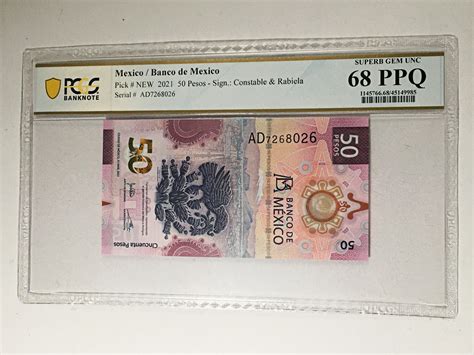 PCGS
BANKNOTE
Mexico / Banco de Mexico
Pick # NEW 2021 50 Pesos - Sign.: Constable & Rabiela
Serial # AD7268026
SUPERB GEM UNC
68 PPQ
1145766.68/45149985
50
Cincuenta Pesos
AD7268026
BANCO DE
MÉXICO
50
PESOS
50